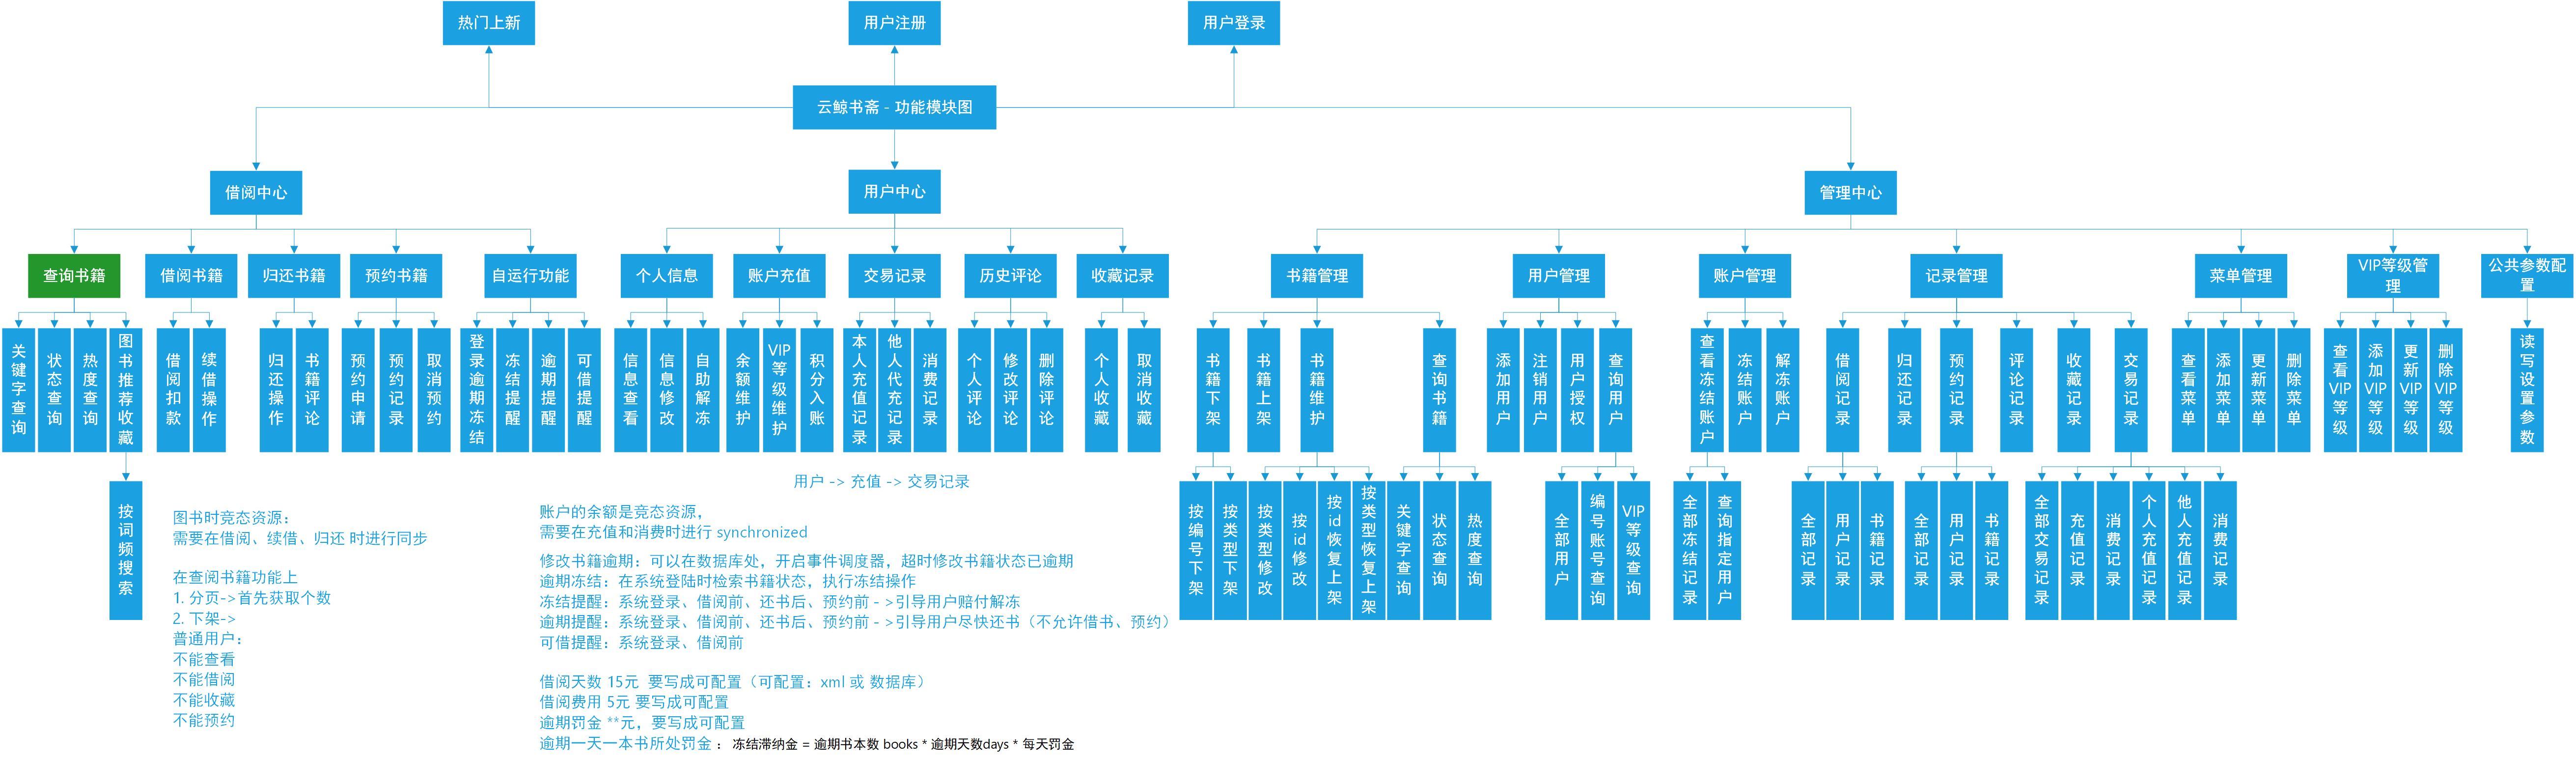 热门上新
用户注册
用户登录
云鲸书斋 - 功能模块图
借阅中心
用户中心
管理中心
查询书籍
借阅书籍
归还书籍
预约书籍
自运行功能
个人信息
账户充值
交易记录
历史评论
收藏记录
书籍管理
用户管理
账户管理
记录管理
菜单管理
VIP等级管
理
公共参数配
置
关键字查询
状态查询
热度查询
图书推荐收藏
借阅扣款
续借操作
归还操作
书籍评论
预约申请
预约记录
取消预约
登录逾期冻结
冻结提醒
逾期提醒
可借提醒
信息查看
信息修改
自助解冻
余额维护
VIP等级维护
积分入账
本人充值记录
他人代充记录
消费记录
个人评论
修改评论
删除评论
个人收藏
取消收藏
书籍下架
书籍上架
书籍维护
查询书籍
添加用户
注销用户
用户授权
查询用户
查看冻结账户
冻结账户
解冻账户
借阅记录
归还记录
预约记录
评论记录
收藏记录
交易记录
查看菜单
添加菜单
更新菜单
删除菜单
查看VIP等级
添加VIP等级
更新VIP等级
删除VIP等级
读写设置参数
按词频搜索
按编号下架
按类型下架
按类型修改
按id修改
按id恢复上架
按类型恢复上架
关键字查询
状态查询
热度查询
全部用户
编号账号查询
VIP等级查询
全部冻结记录
查询指定用户
全部记录
用户记录
书籍记录
全部记录
用户记录
书籍记录
全部交易记录
充值记录
消费记录
个人充值记录
他人充值记录
消费记录
图书时竞态资源：
需要在借阅、续借、归还 时进行同步
在查阅书籍功能上
1. 分页->首先获取个数
2. 下架->
普通用户：
不能查看
不能借阅
不能收藏
不能预约
用户 -> 充值 -> 交易记录
账户的余额是竞态资源，
需要在充值和消费时进行 synchronized
修改书籍逾期：可以在数据库处，开启事件调度器，超时修改书籍状态已逾期
逾期冻结：在系统登陆时检索书籍状态，执行冻结操作
冻结提醒：系统登录、借阅前、还书后、预约前 - >引导用户赔付解冻
逾期提醒：系统登录、借阅前、还书后、预约前 - >引导用户尽快还书（不允许借书、预约）
可借提醒：系统登录、借阅前
借阅天数 15元 要写成可配置（可配置：xml 或 数据库）
借阅费用 5元 要写成可配置
逾期罚金 **元，要写成可配置
逾期一天一本书所处罚金 ：冻结滞纳金 = 逾期书本数 books * 逾期天数days * 每天罚金